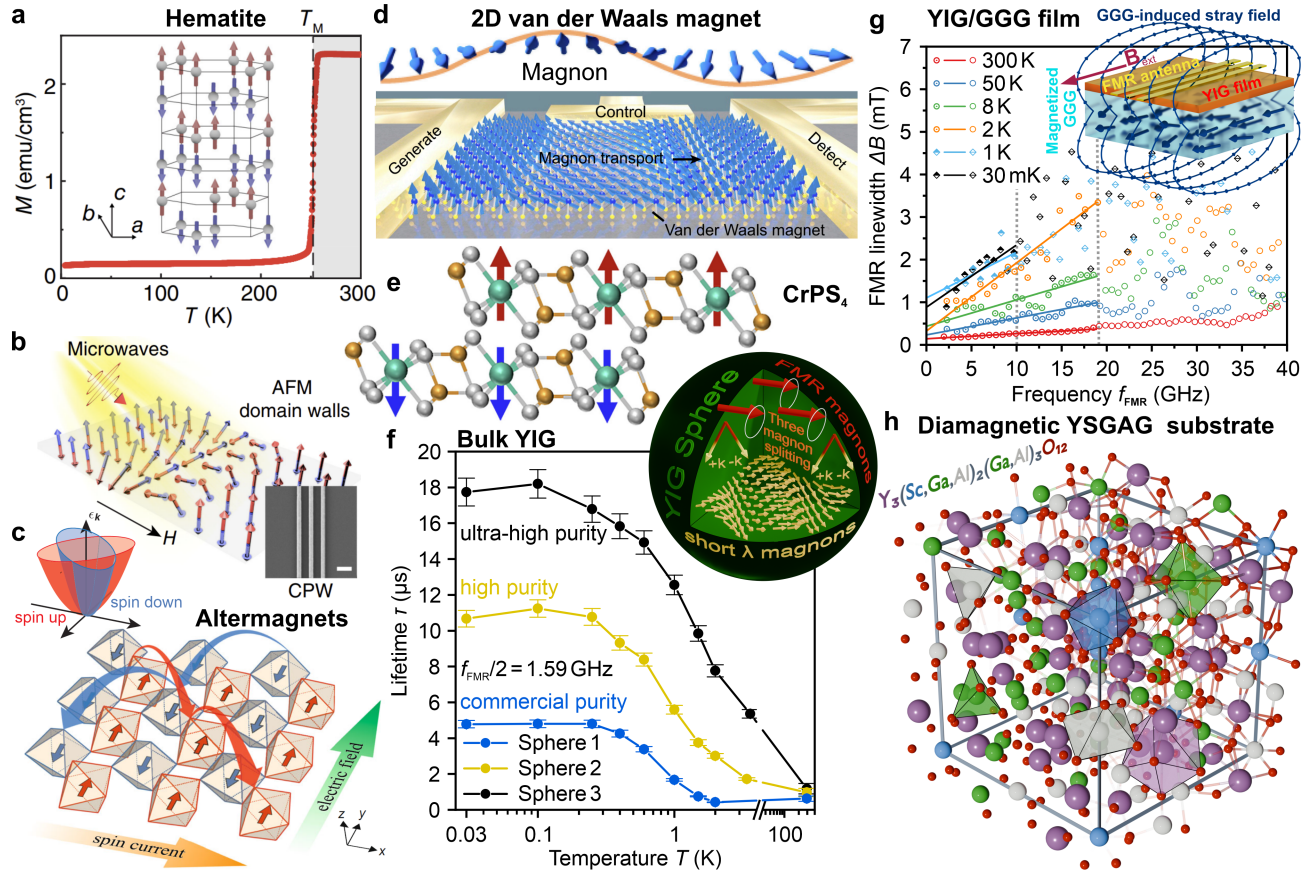 a
Hematite
T_M
M (emu/cm³)
2
1
0
c
b
a
0
100
200
300
T (K)
b
Microwaves
AFM
domain walls
H
CPW
c
ϵ_k
spin up
spin down
Altermagnets
electric field
spin current
z
y
x
d
2D van der Waals magnet
Magnon
Generate
Control
Detect
Magnon transport
Van der Waals magnet
e
CrPS₄
f
Bulk YIG
Lifetime τ (μs)
20
18
16
14
12
10
8
6
4
2
0
ultra-high purity
high purity
f_FMR/2 = 1.59 GHz
commercial purity
Sphere 1
Sphere 2
Sphere 3
0.03
0.1
1
100
Temperature T (K)
YIG Sphere
FMR magnons
Three
magnon
splitting
+k
-k
+k
-k
short λ magnons
g
YIG/GGG film
GGG-induced stray field
B_ext
FMR antenna
YIG film
Magnetized
GGG
FMR linewidth ΔB (mT)
7
6
5
4
3
2
1
0
300 K
50 K
8 K
2 K
1 K
30 mK
0
5
10
15
20
25
30
35
40
Frequency f_FMR (GHz)
h
Diamagnetic YSGAG substrate
Y₃(Sc,Ga,Al)₂(Ga,Al)₃O₁₂